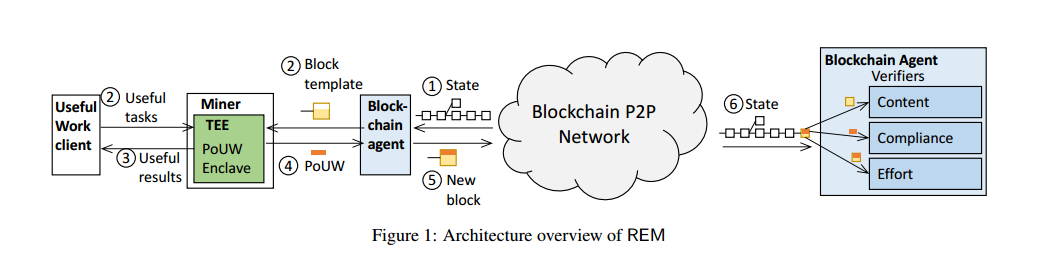 Useful
Work
client
② Useful
tasks
③ Useful
results
Miner
TEE
PoUW
Enclave
② Block
template
④ PoUW
Block-
chain
agent
① State
⑤ New
block
Blockchain P2P
Network
⑥ State
Blockchain Agent
Verifiers
Content
Compliance
Effort
Figure 1: Architecture overview of REM